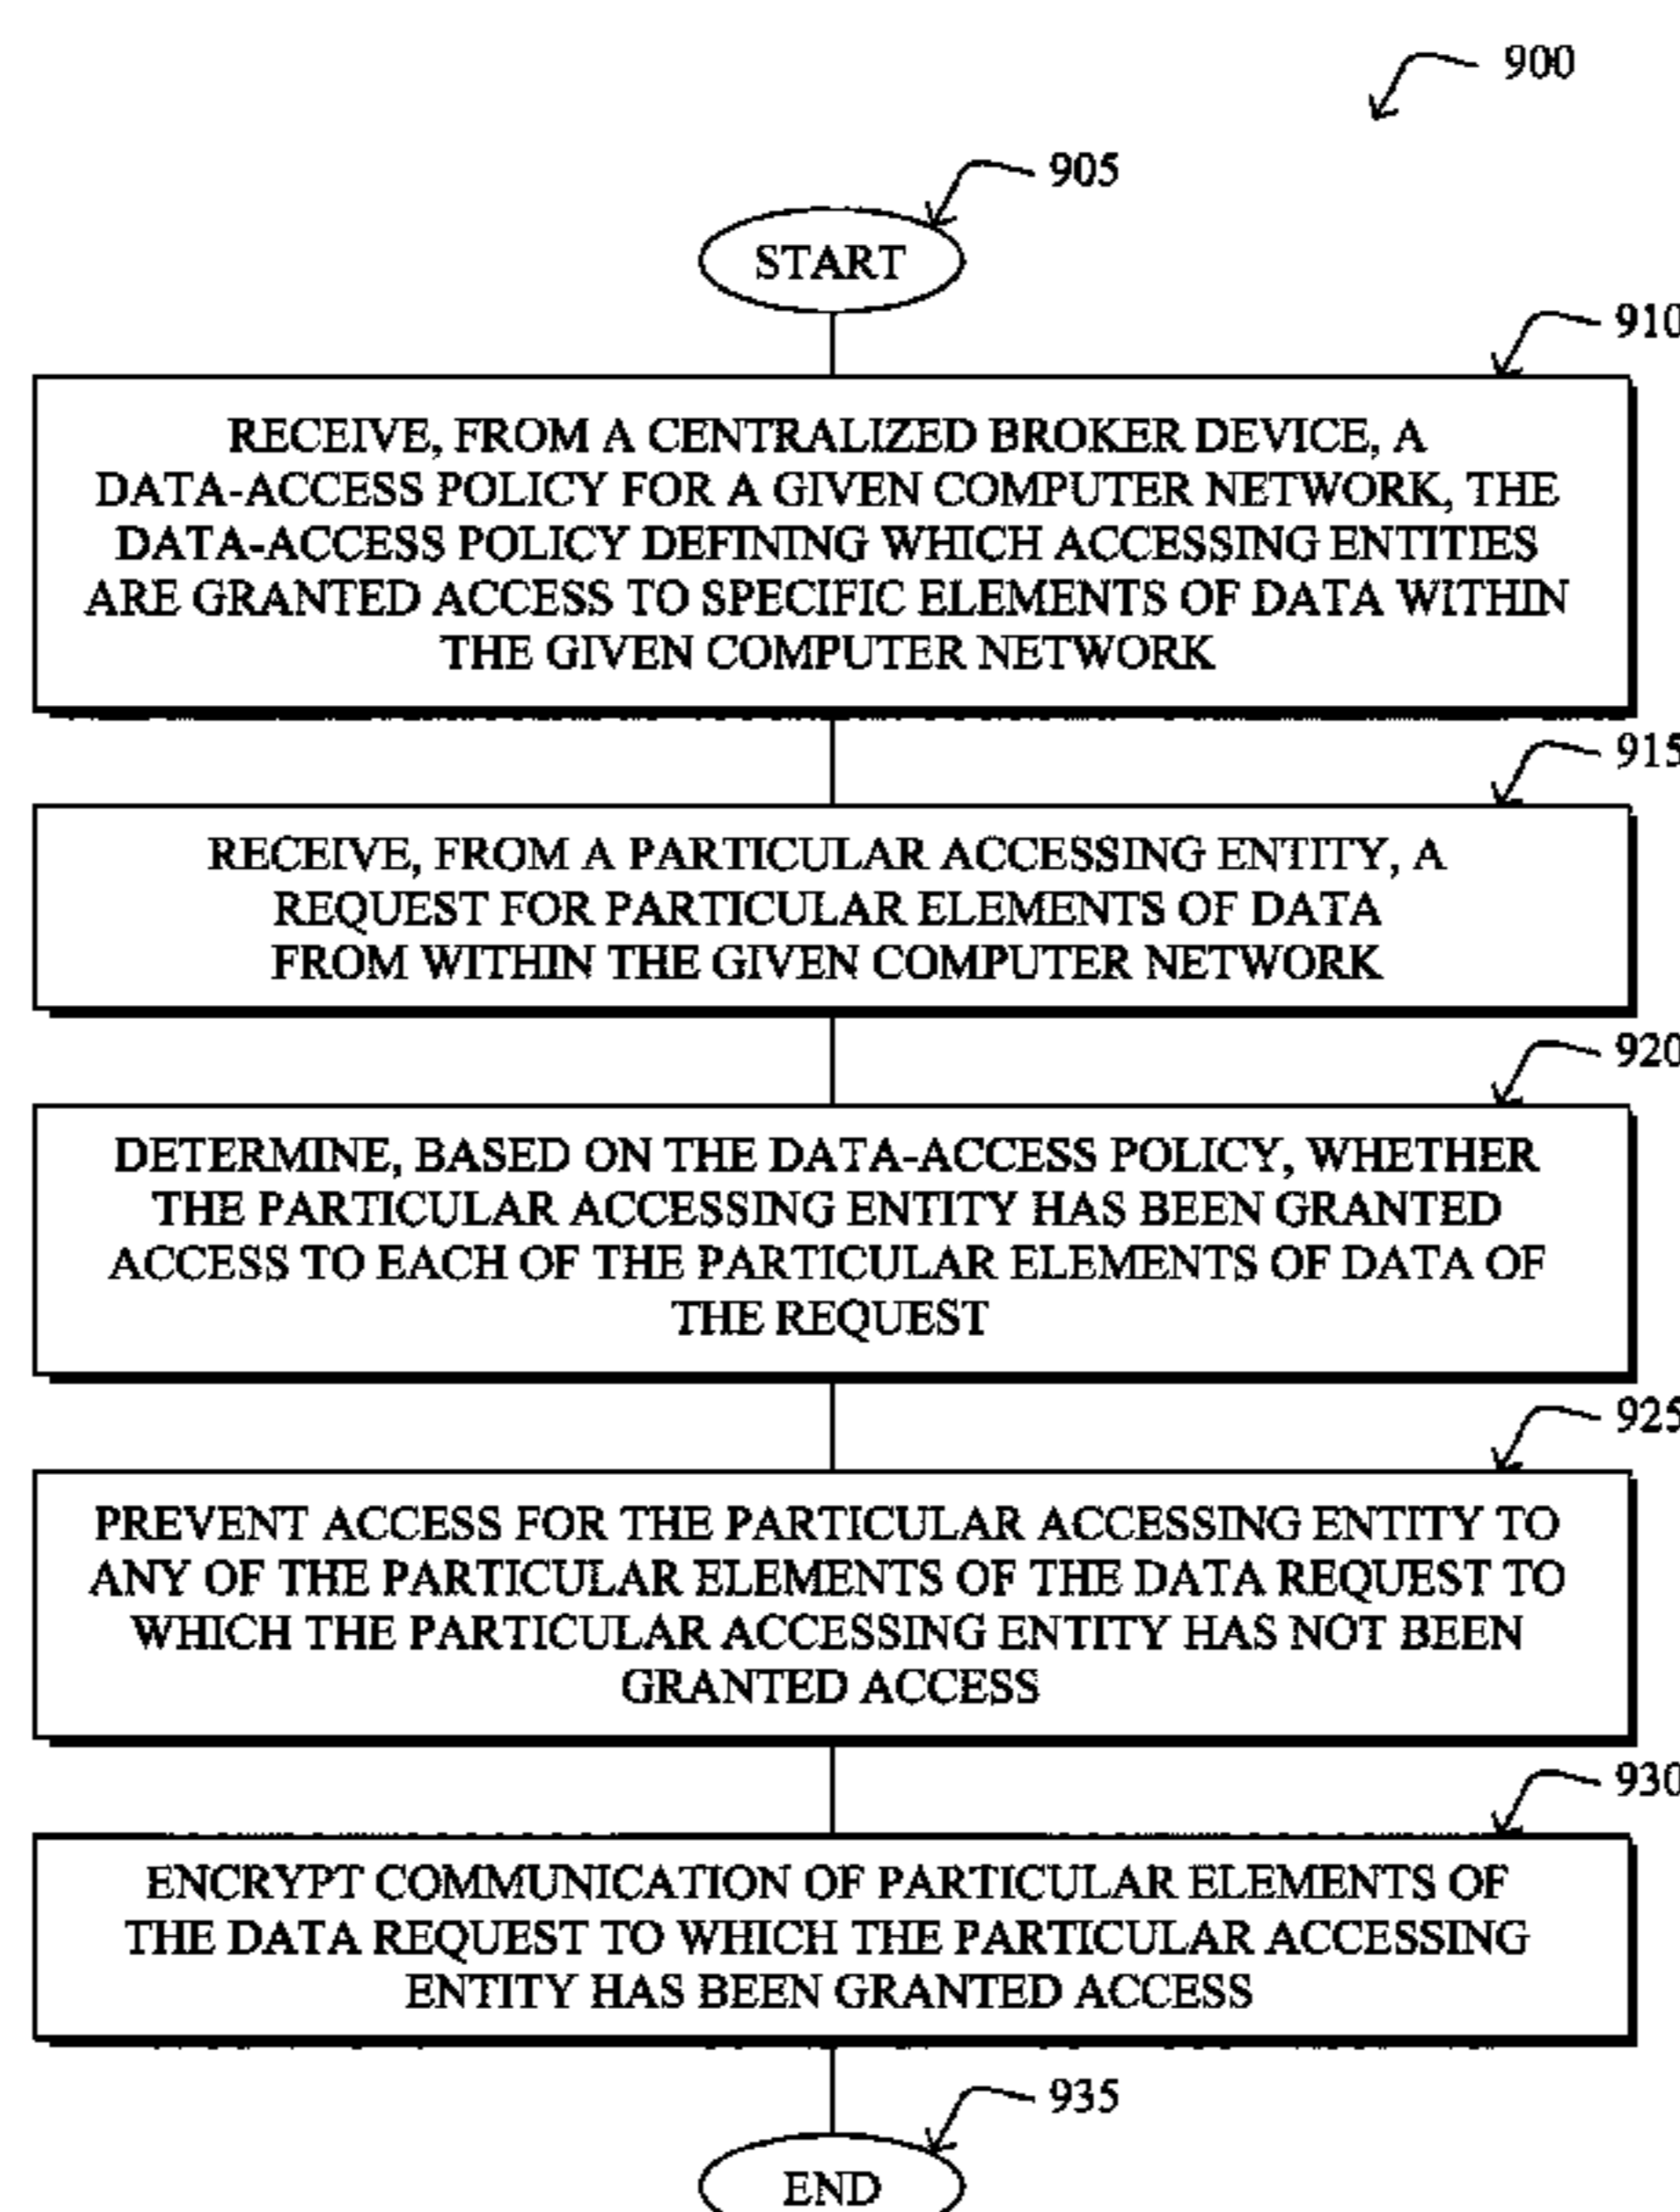 900
905
START
910
RECEIVE, FROM A CENTRALIZED BROKER DEVICE, A
DATA-ACCESS POLICY FOR A GIVEN COMPUTER NETWORK, THE
DATA-ACCESS POLICY DEFINING WHICH ACCESSING ENTITIES
ARE GRANTED ACCESS TO SPECIFIC ELEMENTS OF DATA WITHIN
THE GIVEN COMPUTER NETWORK
915
RECEIVE, FROM A PARTICULAR ACCESSING ENTITY, A
REQUEST FOR PARTICULAR ELEMENTS OF DATA
FROM WITHIN THE GIVEN COMPUTER NETWORK
920
DETERMINE, BASED ON THE DATA-ACCESS POLICY, WHETHER
THE PARTICULAR ACCESSING ENTITY HAS BEEN GRANTED
ACCESS TO EACH OF THE PARTICULAR ELEMENTS OF DATA OF
THE REQUEST
925
PREVENT ACCESS FOR THE PARTICULAR ACCESSING ENTITY TO
ANY OF THE PARTICULAR ELEMENTS OF THE DATA REQUEST TO
WHICH THE PARTICULAR ACCESSING ENTITY HAS NOT BEEN
GRANTED ACCESS
930
ENCRYPT COMMUNICATION OF PARTICULAR ELEMENTS OF
THE DATA REQUEST TO WHICH THE PARTICULAR ACCESSING
ENTITY HAS BEEN GRANTED ACCESS
935
END